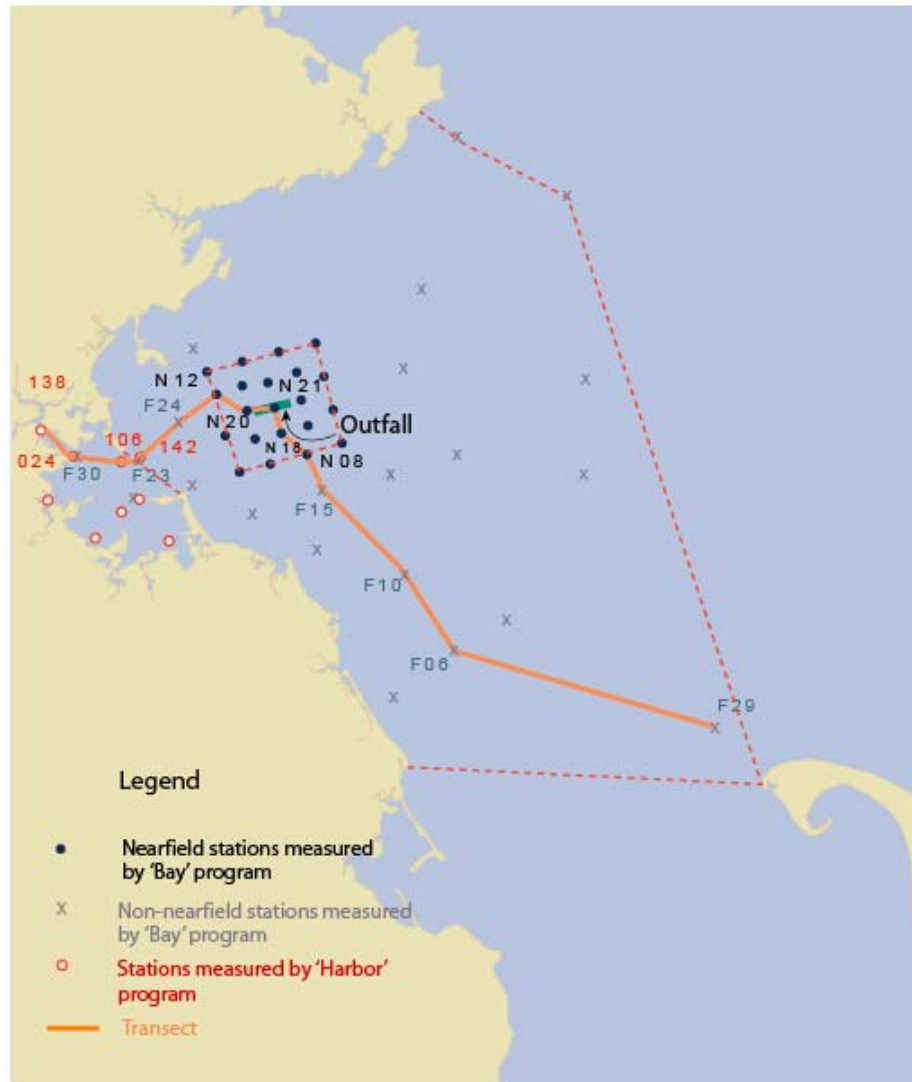 138
N 12
N 21
F24
N 20
Outfall
106
142
N 18
N 08
024
F30
F23
F15
F10
F06
F29
Legend
Nearfield stations measured
by 'Bay' program
Non-nearfield stations measured
by 'Bay' program
Stations measured by 'Harbor'
program
Transect